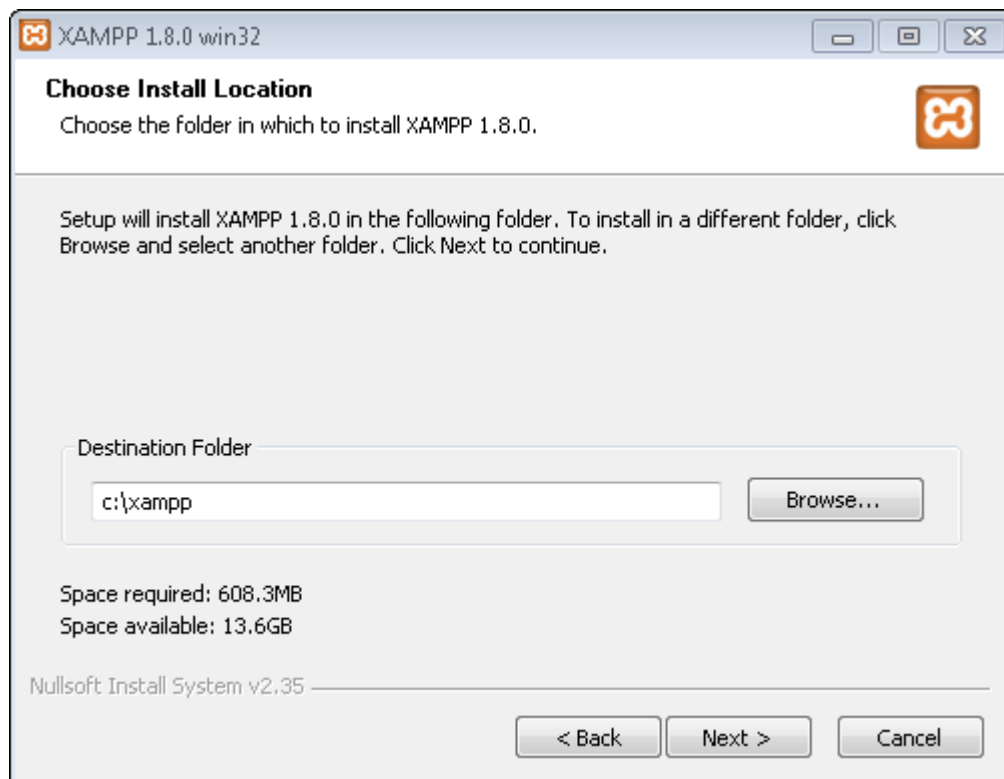 XAMPP 1.8.0 win32
Choose Install Location
Choose the folder in which to install XAMPP 1.8.0.
Setup will install XAMPP 1.8.0 in the following folder. To install in a different folder, click
Browse and select another folder. Click Next to continue.
Destination Folder
c:\xampp
Browse...
Space required: 608.3MB
Space available: 13.6GB
Nullsoft Install System v2.35
< Back Next > Cancel